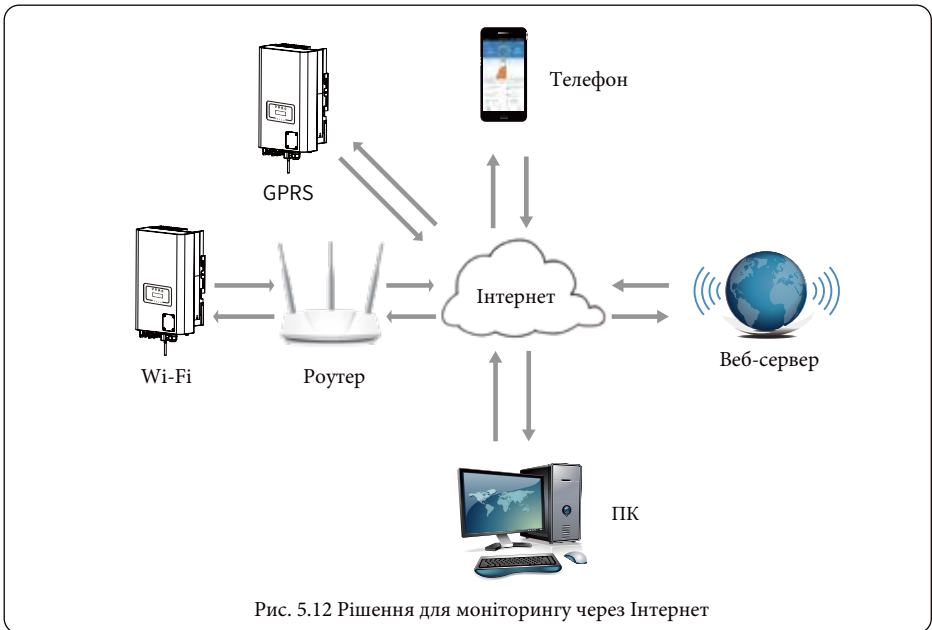 Телефон
GPRS
Інтернет
Wi-Fi
Роутер
Веб-сервер
ПК
Рис. 5.12 Рішення для моніторингу через Інтернет